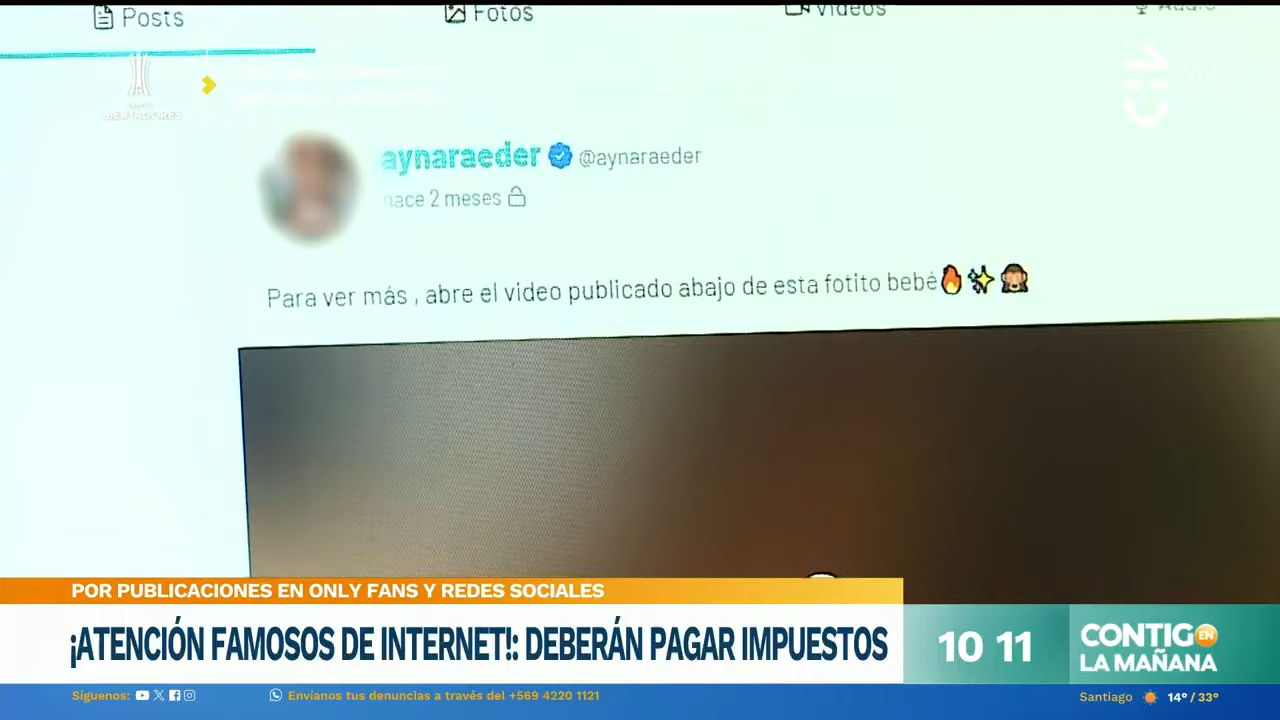 Posts
Fotos
Videos
Audio
LIBERTADORES
aynaraeder @aynaraeder
hace 2 meses
Para ver más , abre el video publicado abajo de esta fotito bebé🔥✨🙈
POR PUBLICACIONES EN ONLY FANS Y REDES SOCIALES
¡ATENCIÓN FAMOSOS DE INTERNET!: DEBERÁN PAGAR IMPUESTOS
10 11
CONTIGO EN
LA MAÑANA
Síguenos:
Envíanos tus denuncias a través del +569 4220 1121
Santiago 14° / 33°